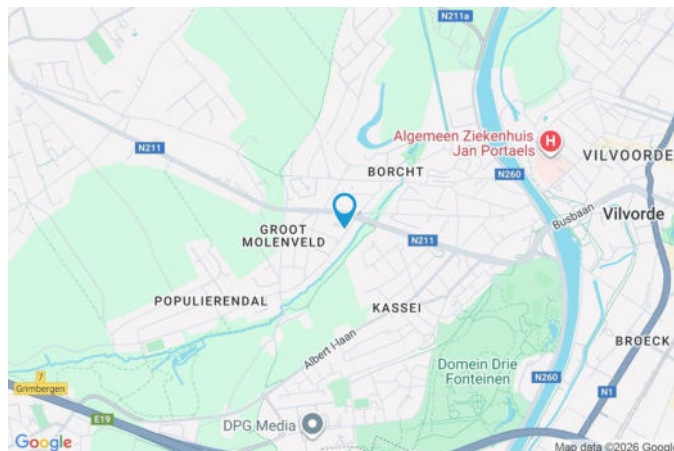 N211a
N211
Algemeen Ziekenhuis
Jan Portaels
H
VILVOORDE
BORCHT
N260
Busbaan
Vilvorde
GROOT
MOLENVELD
N211
POPULIERENDAL
KASSEI
Albert I-laan
BROECK
Domein Drie
Fonteinen
7
Grimbergen
N260
N1
E19
DPG Media
Google
Map data ©2026 Google